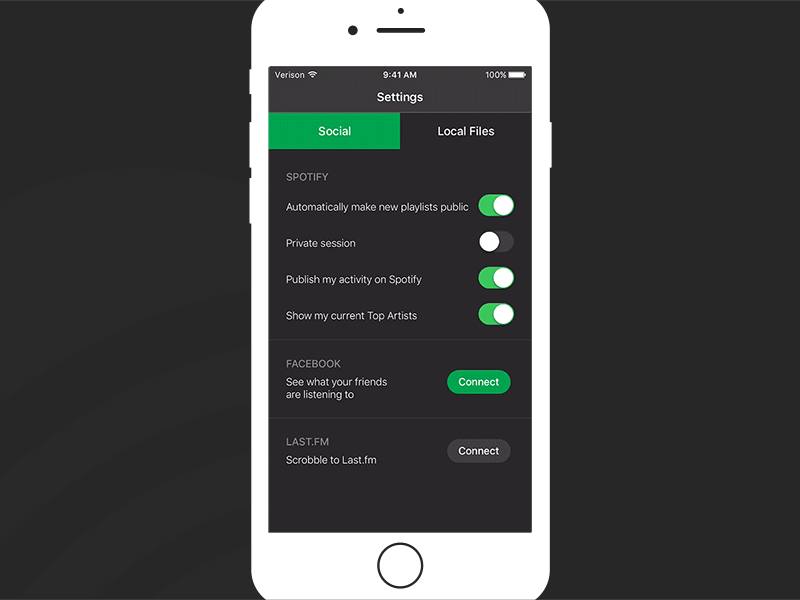 Verison 9:41 AM 100%
Settings
Social Local Files
SPOTIFY
Automatically make new playlists public
Private session
Publish my activity on Spotify
Show my current Top Artists
FACEBOOK
See what your friends
are listening to
Connect
LAST.FM
Scrobble to Last.fm
Connect